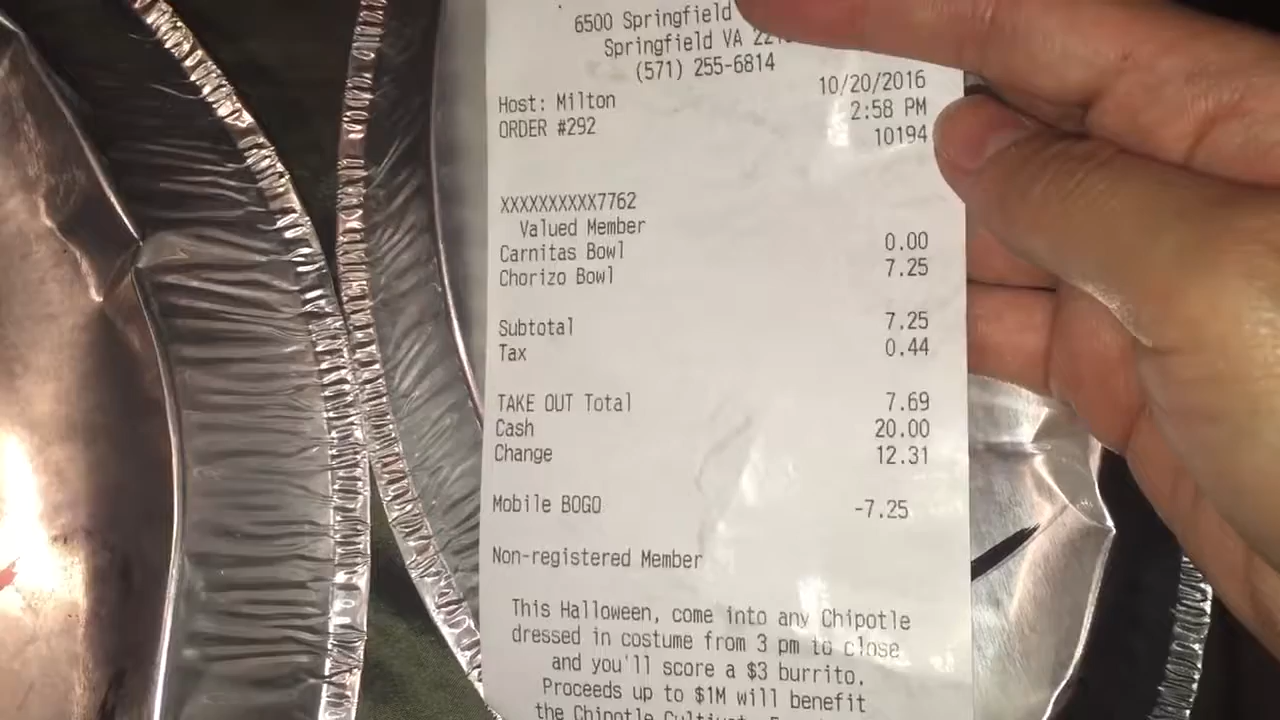 6500 Springfield
Springfield VA
(571) 255-6814
10/20/2016
Host: Milton 2:58 PM
ORDER #292 10194
XXXXXXXXXX7762
Valued Member
Carnitas Bowl 0.00
Chorizo Bowl 7.25
Subtotal 7.25
Tax 0.44
TAKE OUT Total 7.69
Cash 20.00
Change 12.31
Mobile BOGO -7.25
Non-registered Member
This Halloween, come into any Chipotle
dressed in costume from 3 pm to close
and you'll score a $3 burrito.
Proceeds up to $1M will benefit
the Chipotle